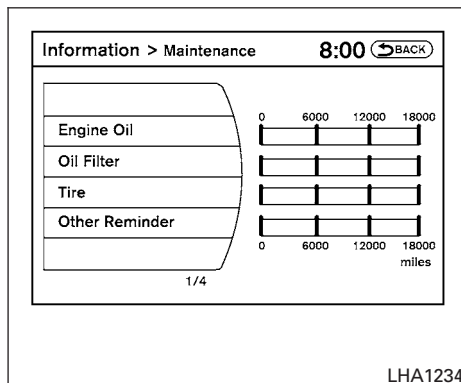 Information > Maintenance 8:00 BACK
0 6000 12000 18000
Engine Oil
Oil Filter
Tire
Other Reminder
0 6000 12000 18000
miles
1/4
LHA1234